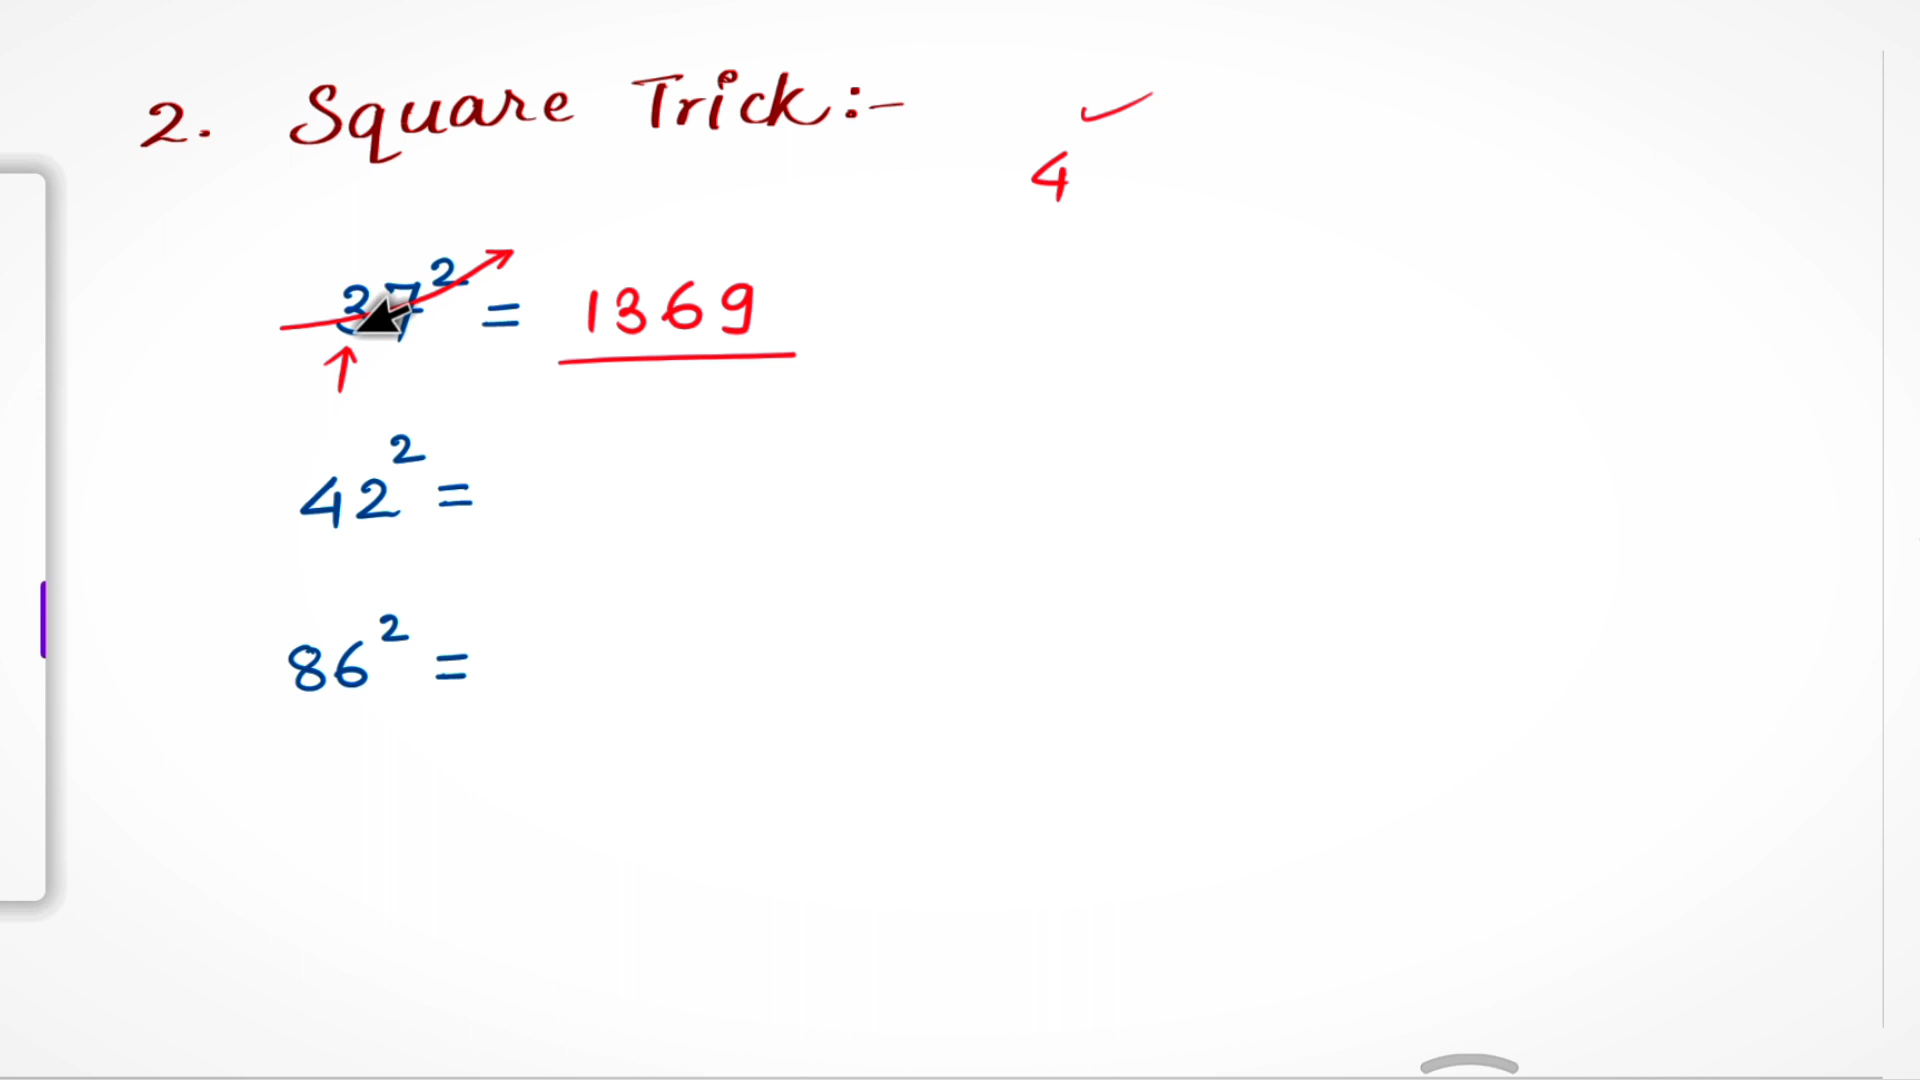 2. Square Trick:-
4
37² = 1369
42² =
86² =